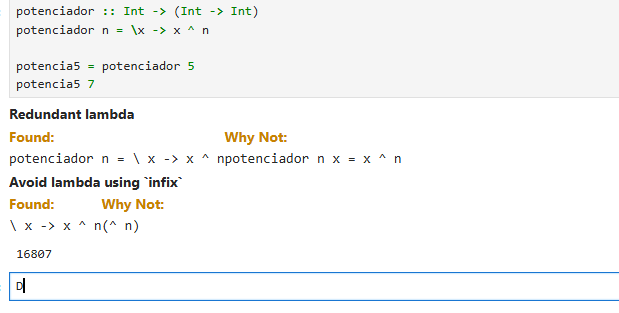 potenciador :: Int -> (Int -> Int)
potenciador n = \x -> x ^ n
potencia5 = potenciador 5
potencia5 7
Redundant lambda
Found: Why Not:
potenciador n = \ x -> x ^ npotenciador n x = x ^ n
Avoid lambda using `infix`
Found: Why Not:
\ x -> x ^ n(^ n)
16807
D